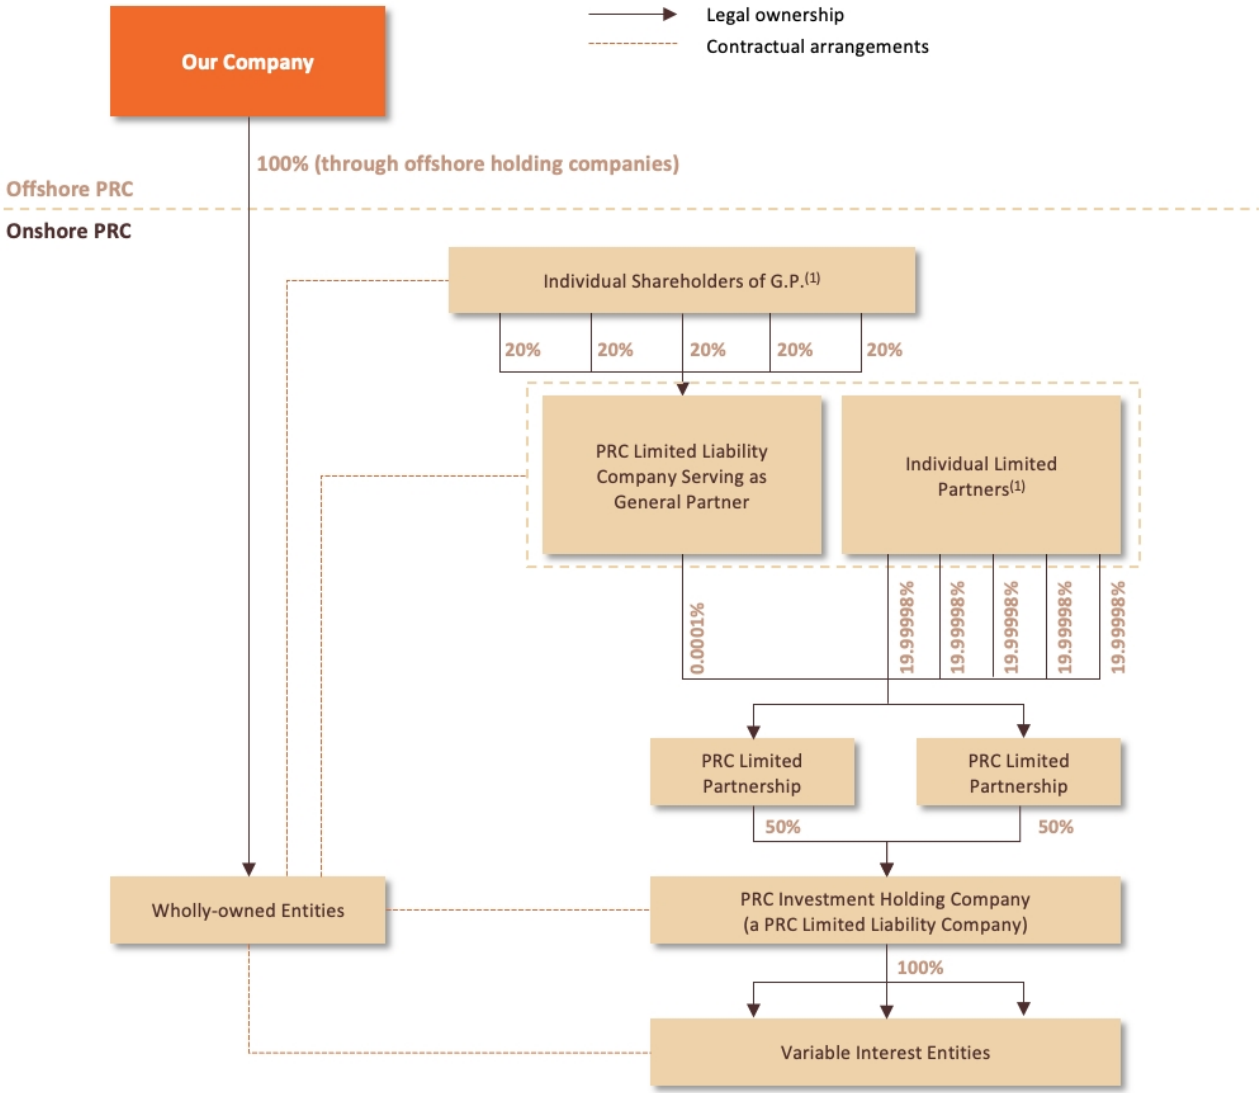 Legal ownership
Contractual arrangements
Our Company
100% (through offshore holding companies)
Offshore PRC
Onshore PRC
Individual Shareholders of G.P.(1)
20%
20%
20%
20%
20%
PRC Limited Liability
Company Serving as
General Partner
Individual Limited
Partners(1)
0.0001%
19.99998%
19.99998%
19.99998%
19.99998%
19.99998%
PRC Limited
Partnership
PRC Limited
Partnership
50%
50%
Wholly-owned Entities
PRC Investment Holding Company
(a PRC Limited Liability Company)
100%
Variable Interest Entities